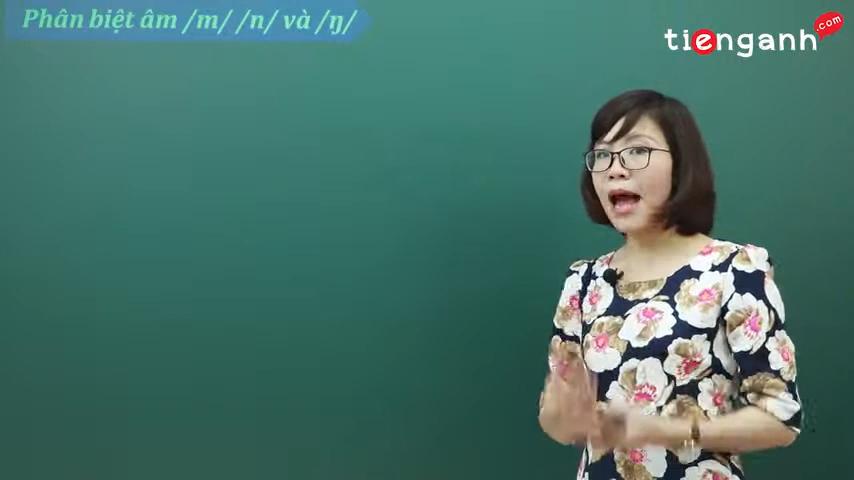 Phân biệt âm /m/ /n/ và /ŋ/
tienganh.com